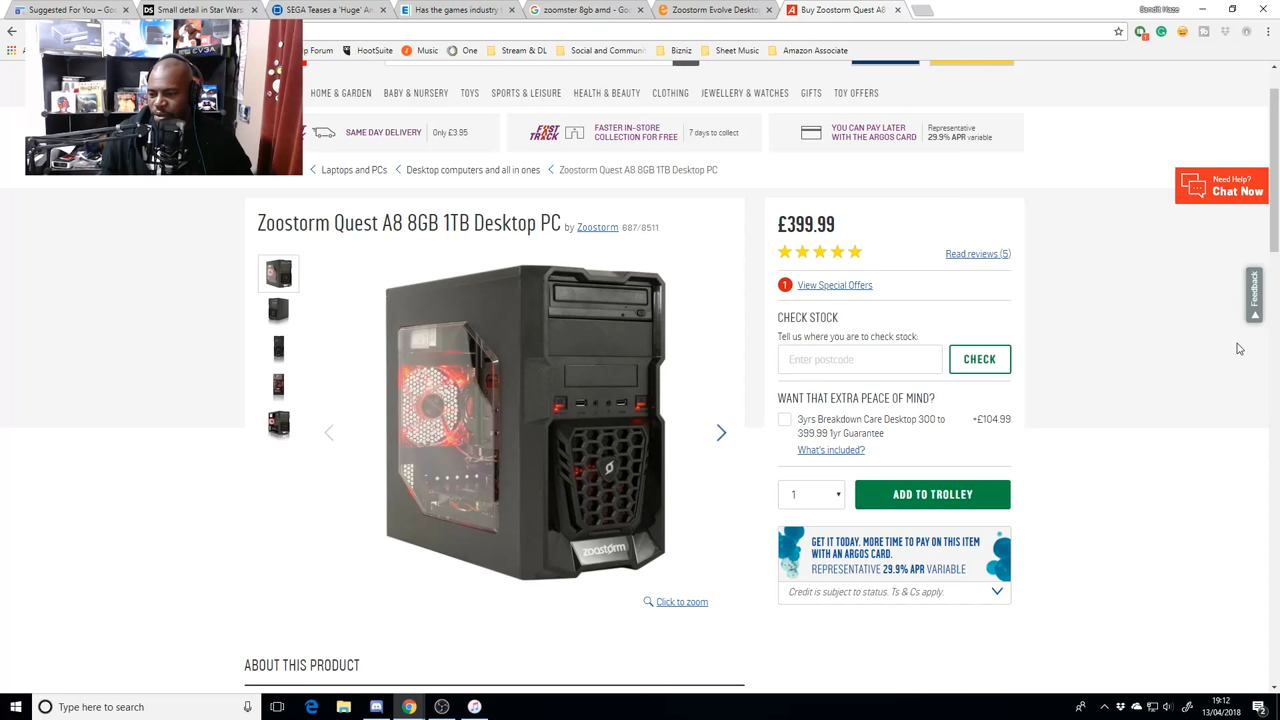 Suggested For You – G
Small detail in Star Wars
SEGA Teases a 'Huge' An
Has the games industry
zoomster 8gb amd - Goo
Zoostorm Evolve Deskto
Buy Zoostorm Quest A8
Bandit Haze
p Forum
HootSuite
Music
One
Stream & DL
Social and Communi
Bizniz
Sheet Music
Amazon Associate
EVGA
HOME & GARDEN
BABY & NURSERY
TOYS
SPORTS & LEISURE
HEALTH & BEAUTY
CLOTHING
JEWELLERY & WATCHES
GIFTS
TOY OFFERS
SAME DAY DELIVERY
Only £3.95
FAST TRACK
FASTER IN-STORE
COLLECTION FOR FREE
7 days to collect
YOU CAN PAY LATER
WITH THE ARGOS CARD
Representative
29.9% APR variable
Laptops and PCs
Desktop computers and all in ones
Zoostorm Quest A8 8GB 1TB Desktop PC
Need Help?
Chat Now
Zoostorm Quest A8 8GB 1TB Desktop PC by Zoostorm 687/8511
£399.99
Read reviews (5)
1 View Special Offers
CHECK STOCK
Tell us where you are to check stock:
Enter postcode
CHECK
Feedback
WANT THAT EXTRA PEACE OF MIND?
3yrs Breakdown Care Desktop 300 to
399.99 1yr Guarantee
+£104.99
What's included?
1
ADD TO TROLLEY
GET IT TODAY. MORE TIME TO PAY ON THIS ITEM
WITH AN ARGOS CARD.
REPRESENTATIVE 29.9% APR VARIABLE
Credit is subject to status. Ts & Cs apply.
zoostorm
Click to zoom
ABOUT THIS PRODUCT
Type here to search
19:12
13/04/2018
2